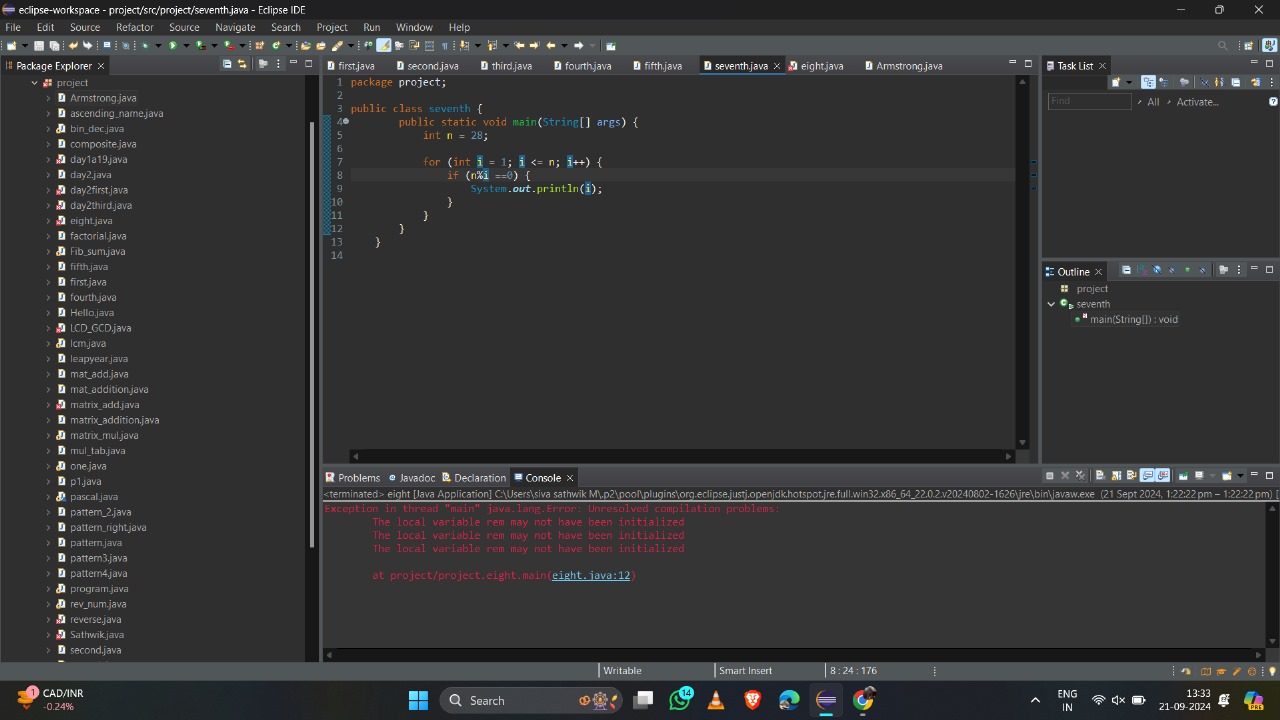 eclipse-workspace - project/src/project/seventh.java - Eclipse IDE
File Edit Source Refactor Source Navigate Search Project Run Window Help
Package Explorer
project
Armstrong.java
ascending_name.java
bin_dec.java
composite.java
day1a19.java
day2.java
day2first.java
day2third.java
eight.java
factorial.java
Fib_sum.java
fifth.java
first.java
fourth.java
Hello.java
LCD_GCD.java
lcm.java
leapyear.java
mat_add.java
mat_addition.java
matrix_add.java
matrix_addition.java
matrix_mul.java
mul_tab.java
one.java
p1.java
pascal.java
pattern_2.java
pattern_right.java
pattern.java
pattern3.java
pattern4.java
program.java
rev_num.java
reverse.java
Sathwik.java
second.java
first.java second.java third.java fourth.java fifth.java seventh.java eight.java Armstrong.java
1 package project;
2
3 public class seventh {
4 public static void main(String[] args) {
5 int n = 28;
6
7 for (int i = 1; i <= n; i++) {
8 if (n%i ==0) {
9 System.out.println(i);
10 }
11 }
12 }
13 }
14
Task List
Find All Activate...
Outline
project
seventh
main(String[]) : void
Problems Javadoc Declaration Console
<terminated> eight [Java Application] C:\Users\siva sathwik M\.p2\pool\plugins\org.eclipse.justj.openjdk.hotspot.jre.full.win32.x86_64_22.0.2.v20240802-1626\jre\bin\javaw.exe (21 Sept 2024, 1:22:22 pm – 1:22:22 pm) [
Exception in thread "main" java.lang.Error: Unresolved compilation problems:
The local variable rem may not have been initialized
The local variable rem may not have been initialized
The local variable rem may not have been initialized
at project/project.eight.main(eight.java:12)
Writable Smart Insert 8 : 24 : 176
1
CAD/INR
-0.24%
Search
14
ENG
IN
13:33
21-09-2024
PRE